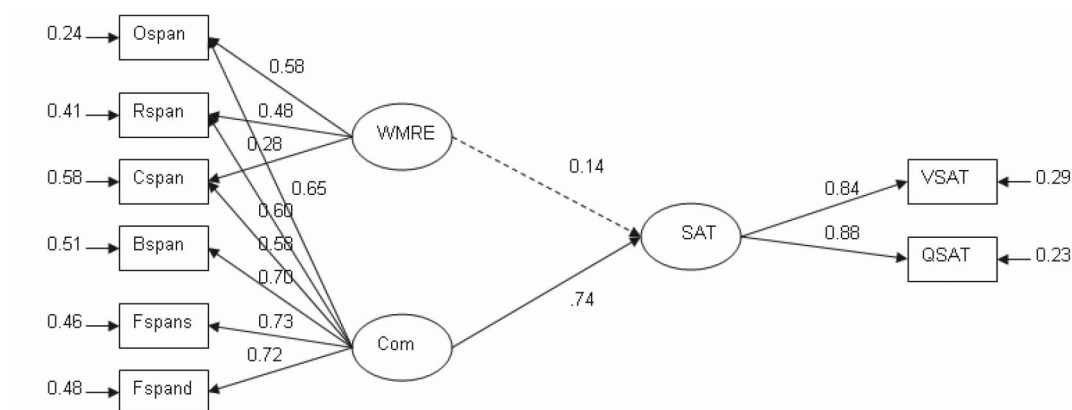 0.24
Ospan
0.58
0.41
Rspan
0.48
WMRE
0.28
0.58
Cspan
0.65
0.14
0.60
0.84
VSAT
0.29
0.51
Bspan
0.58
SAT
0.88
QSAT
0.23
0.70
.74
0.46
Fspans
0.73
Com
0.72
0.48
Fspand